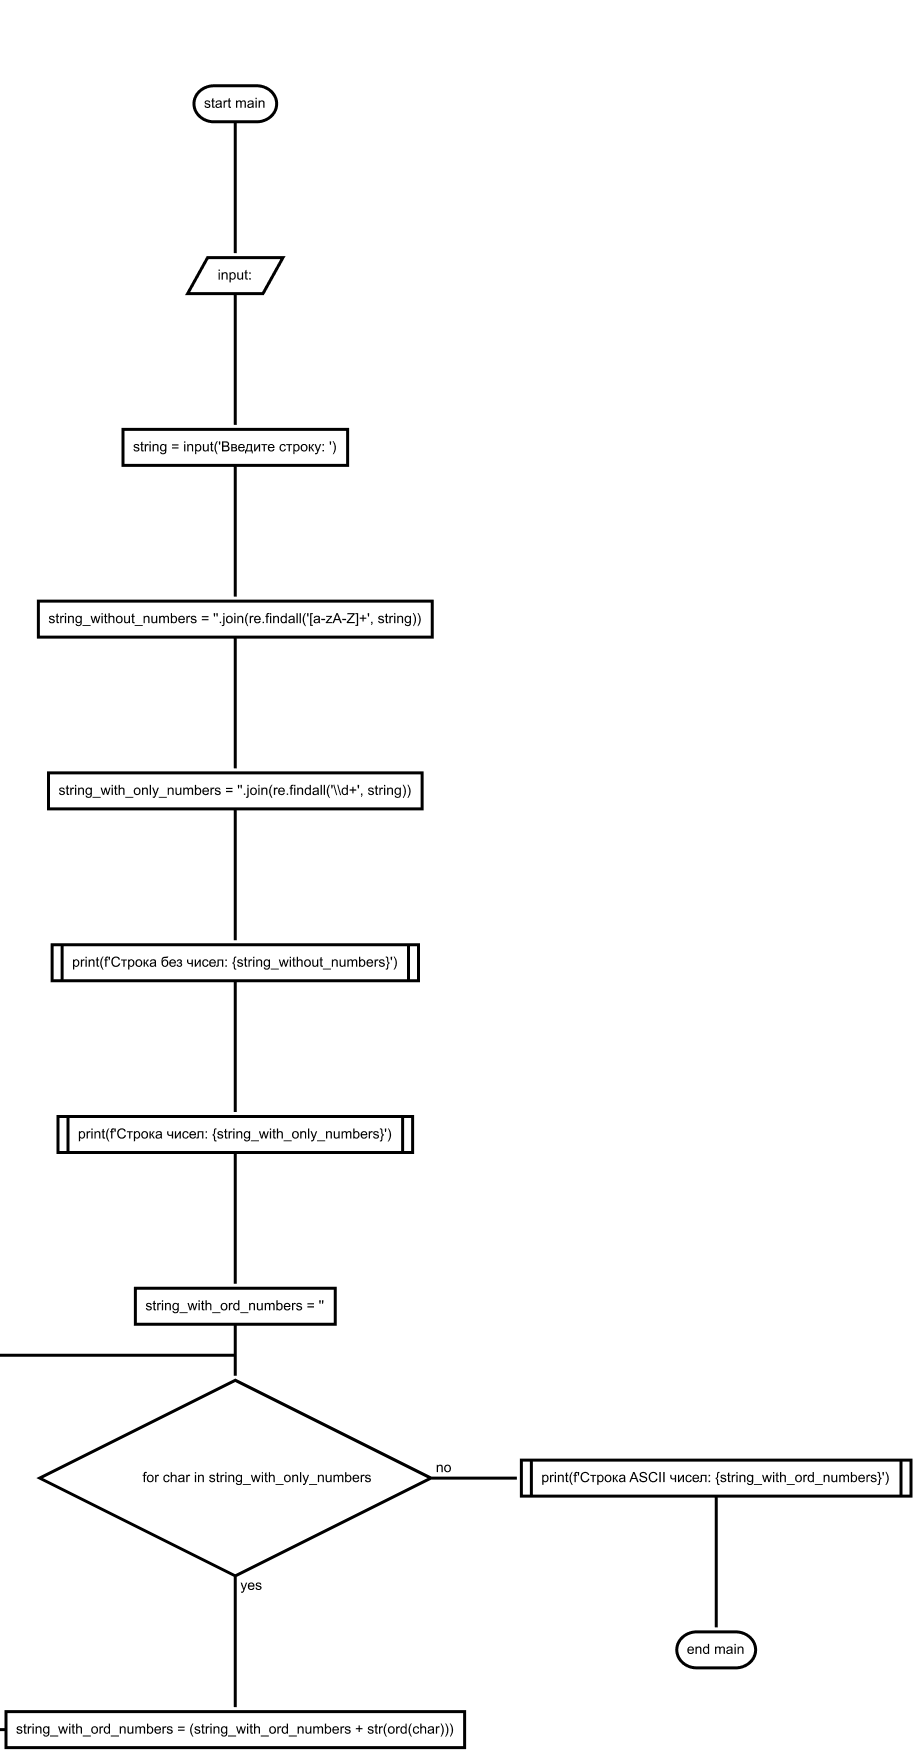 start main
input:
string = input('Введите строку: ')
string_without_numbers = ''.join(re.findall('[a-zA-Z]+', string))
string_with_only_numbers = ''.join(re.findall('\\d+', string))
print(f'Строка без чисел: {string_without_numbers}')
print(f'Строка чисел: {string_with_only_numbers}')
string_with_ord_numbers = ''
for char in string_with_only_numbers
no
print(f'Строка ASCII чисел: {string_with_ord_numbers}')
yes
end main
string_with_ord_numbers = (string_with_ord_numbers + str(ord(char)))